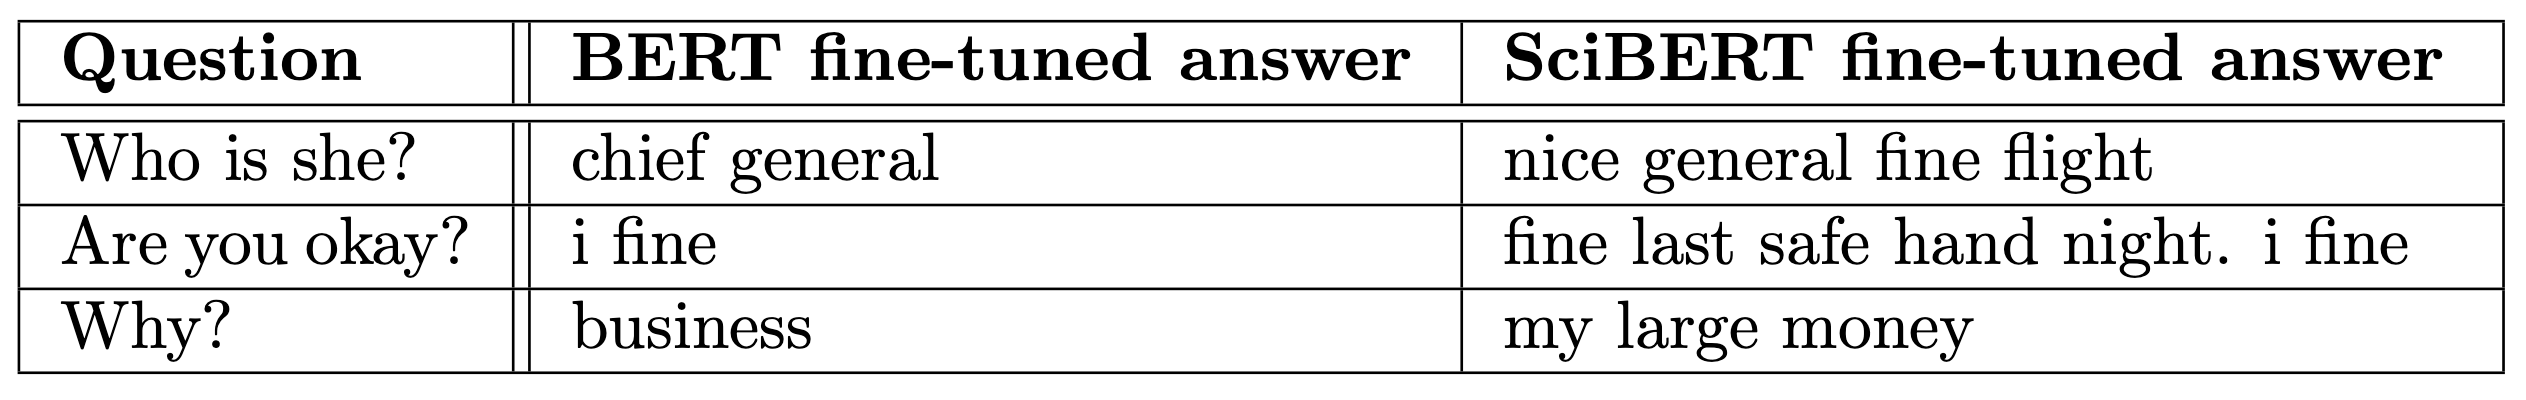 Question BERT fine-tuned answer SciBERT fine-tuned answer
Who is she? chief general nice general fine flight
Are you okay? i fine fine last safe hand night. i fine
Why? business my large money